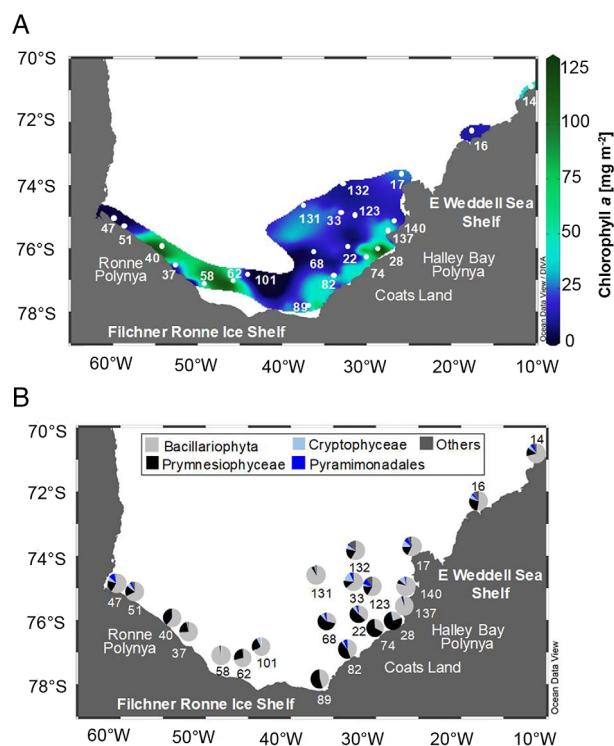 A
70°S
72°S
74°S
76°S
78°S
60°W
50°W
40°W
30°W
20°W
10°W
14
16
17
132
131
33
123
140
137
47
51
40
37
58
62
101
68
22
28
74
82
89
E Weddell Sea
Shelf
Ronne
Polynya
Halley Bay
Polynya
Coats Land
Filchner Ronne Ice Shelf
Ocean Data View / DIVA
125
100
75
50
25
0
Chlorophyll a [mg m-2]
B
Bacillariophyta
Cryptophyceae
Others
Prymnesiophyceae
Pyramimonadales
70°S
72°S
74°S
76°S
78°S
60°W
50°W
40°W
30°W
20°W
10°W
14
16
17
132
131
33
123
140
137
47
51
40
37
58
62
101
68
22
74
28
82
89
E Weddell Sea
Shelf
Ronne
Polynya
Halley Bay
Polynya
Coats Land
Filchner Ronne Ice Shelf
Ocean Data View